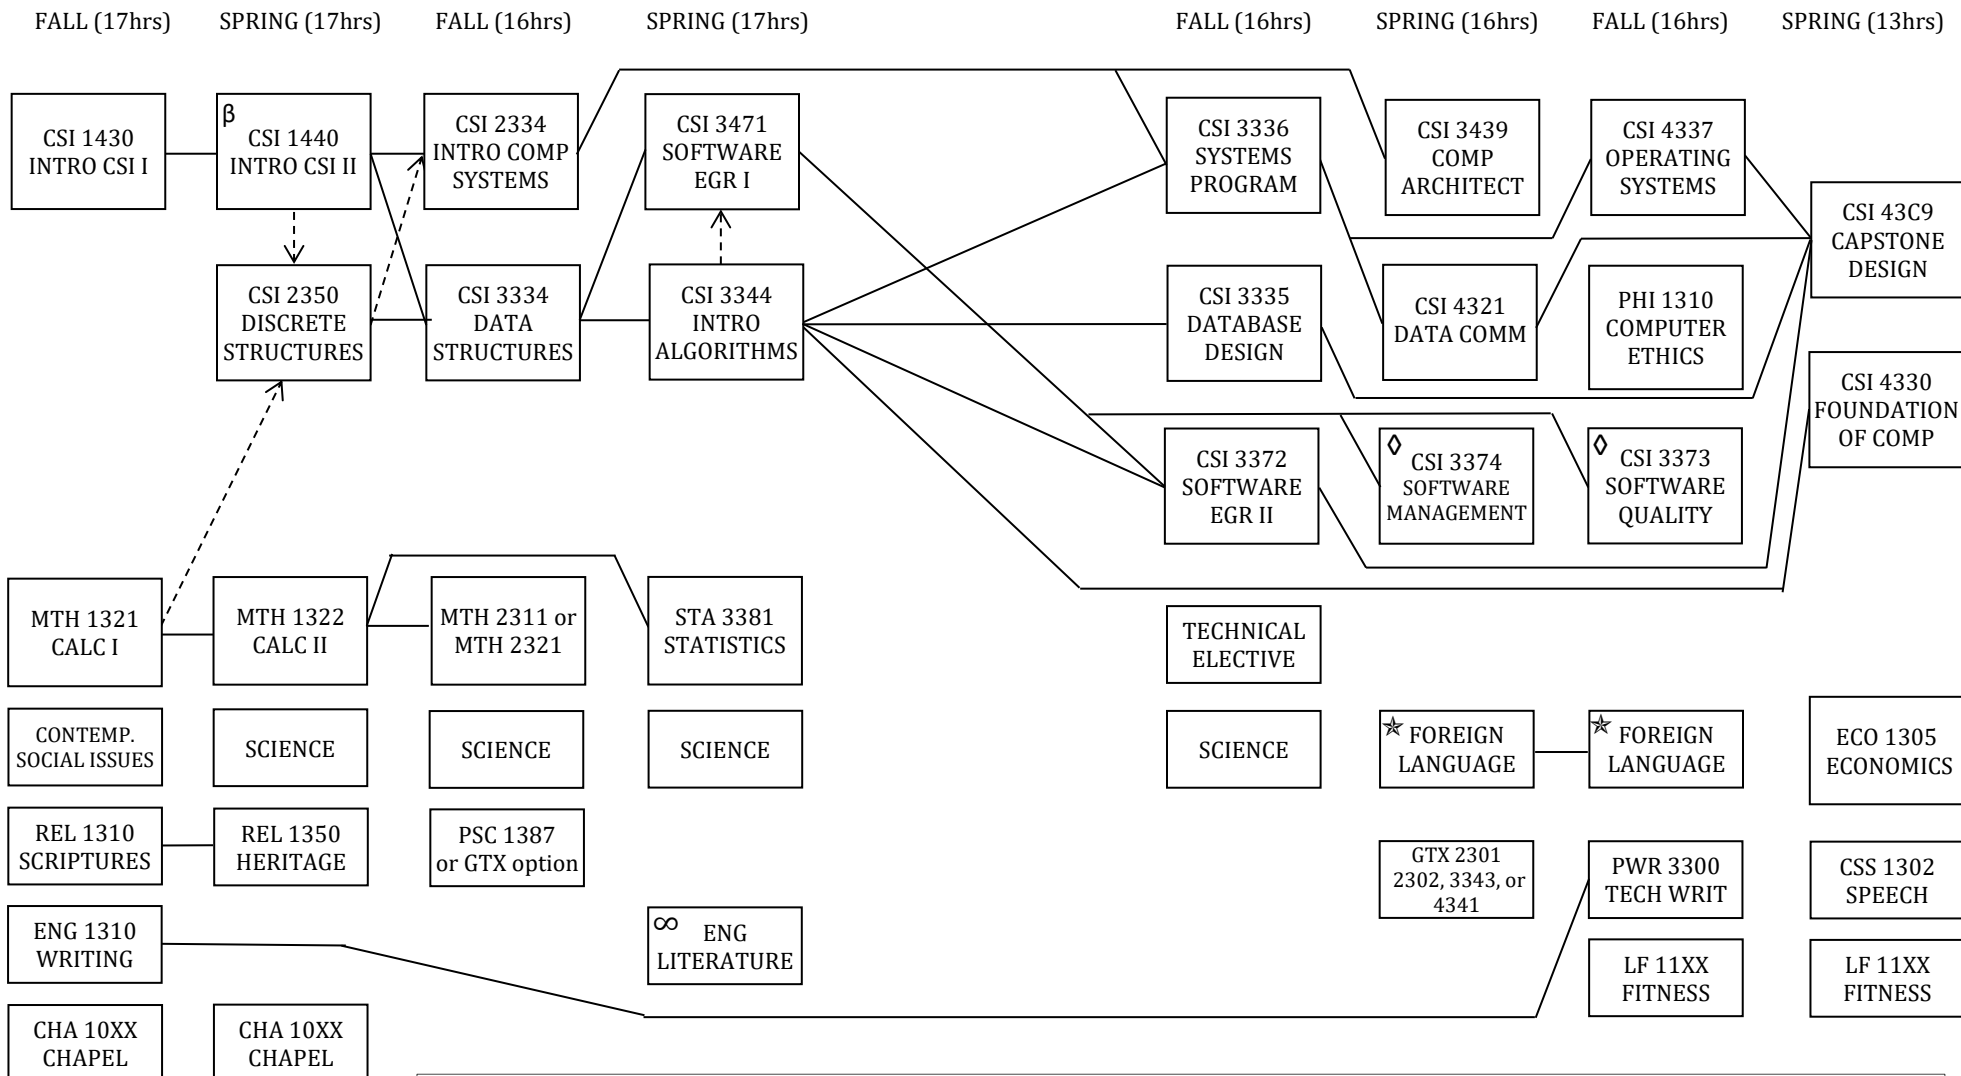 FALL (17hrs)
SPRING (17hrs)
FALL (16hrs)
SPRING (17hrs)
FALL (16hrs)
SPRING (16hrs)
FALL (16hrs)
SPRING (13hrs)
CSI 1430
INTRO CSI I
β
CSI 1440
INTRO CSI II
CSI 2334
INTRO COMP
SYSTEMS
CSI 3471
SOFTWARE
EGR I
CSI 3336
SYSTEMS
PROGRAM
CSI 3439
COMP
ARCHITECT
CSI 4337
OPERATING
SYSTEMS
CSI 43C9
CAPSTONE
DESIGN
CSI 2350
DISCRETE
STRUCTURES
CSI 3334
DATA
STRUCTURES
CSI 3344
INTRO
ALGORITHMS
CSI 3335
DATABASE
DESIGN
CSI 4321
DATA COMM
PHI 1310
COMPUTER
ETHICS
CSI 4330
FOUNDATION
OF COMP
CSI 3372
SOFTWARE
EGR II
◊
CSI 3374
SOFTWARE
MANAGEMENT
◊
CSI 3373
SOFTWARE
QUALITY
MTH 1321
CALC I
MTH 1322
CALC II
MTH 2311 or
MTH 2321
STA 3381
STATISTICS
TECHNICAL
ELECTIVE
CONTEMP.
SOCIAL ISSUES
SCIENCE
SCIENCE
SCIENCE
SCIENCE
✯ FOREIGN
LANGUAGE
✯ FOREIGN
LANGUAGE
ECO 1305
ECONOMICS
REL 1310
SCRIPTURES
REL 1350
HERITAGE
PSC 1387
or GTX option
GTX 2301
2302, 3343, or
4341
PWR 3300
TECH WRIT
CSS 1302
SPEECH
ENG 1310
WRITING
∞ ENG
LITERATURE
LF 11XX
FITNESS
LF 11XX
FITNESS
CHA 10XX
CHAPEL
CHA 10XX
CHAPEL